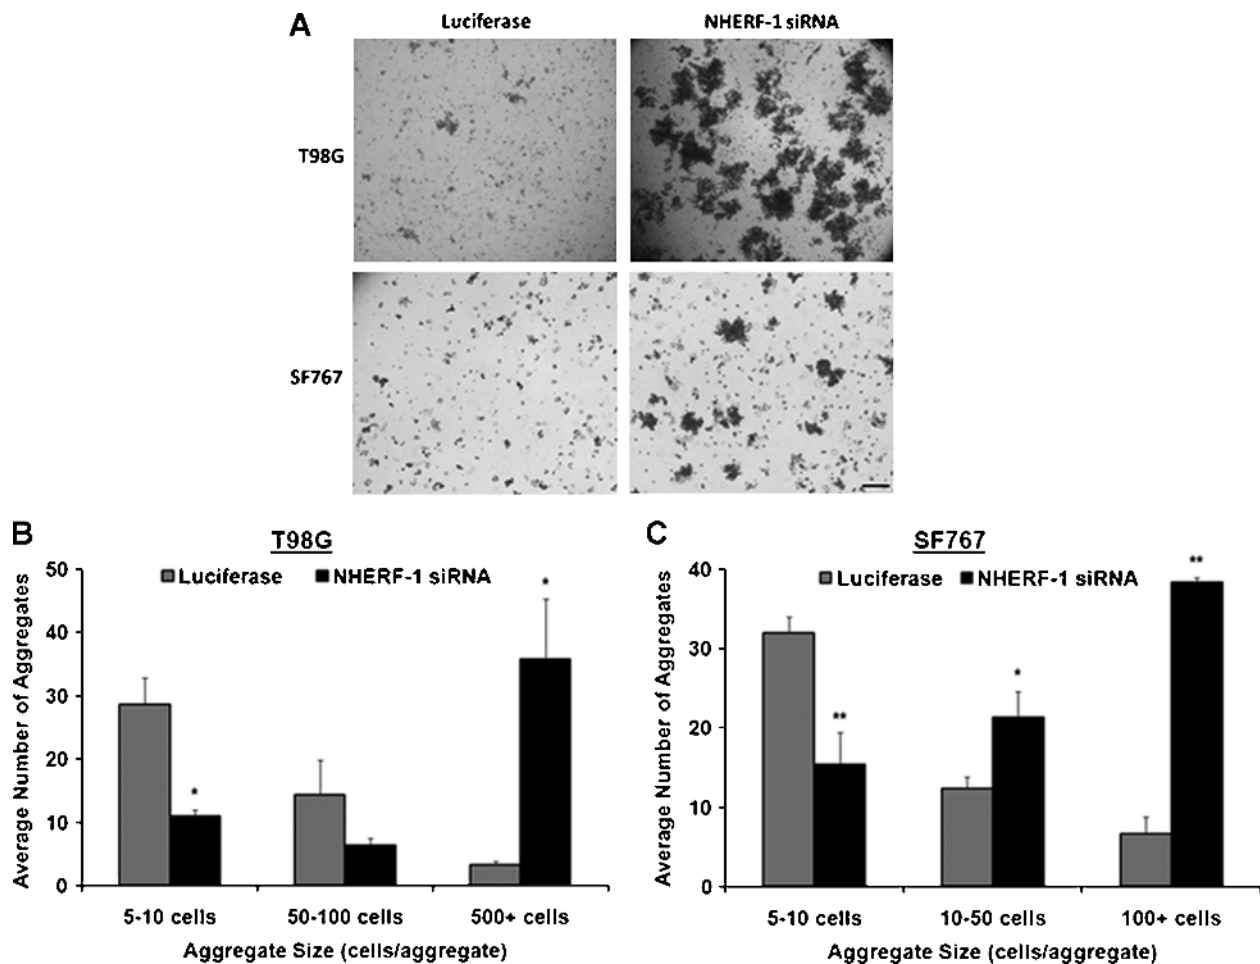 A
Luciferase
NHERF-1 siRNA
T98G
SF767
B
T98G
Luciferase
NHERF-1 siRNA
Average Number of Aggregates
50
40
30
20
10
0
*
*
5-10 cells
50-100 cells
500+ cells
Aggregate Size (cells/aggregate)
C
SF767
Luciferase
NHERF-1 siRNA
Average Number of Aggregates
40
30
20
10
0
**
*
**
5-10 cells
10-50 cells
100+ cells
Aggregate Size (cells/aggregate)